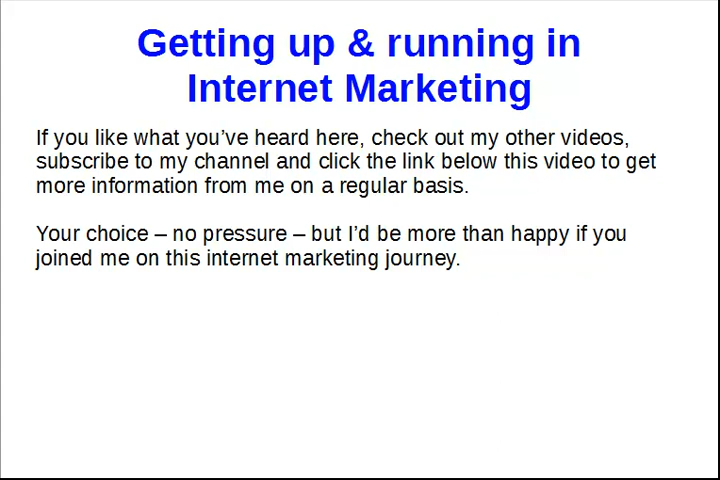 Getting up & running in
Internet Marketing
If you like what you’ve heard here, check out my other videos,
subscribe to my channel and click the link below this video to get
more information from me on a regular basis.
Your choice – no pressure – but I’d be more than happy if you
joined me on this internet marketing journey.